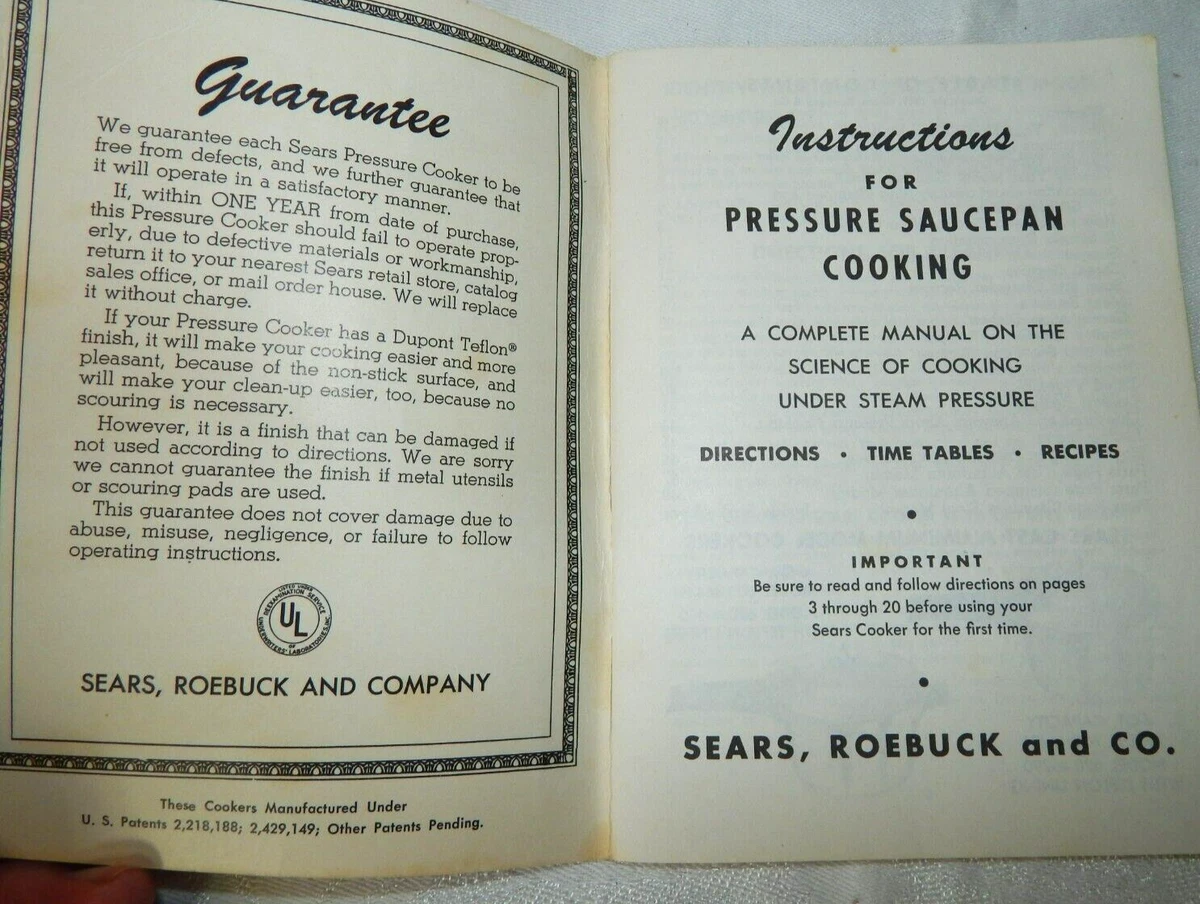 Guarantee
We guarantee each Sears Pressure Cooker to be
free from defects, and we further guarantee that
it will operate in a satisfactory manner.
If, within ONE YEAR from date of purchase,
this Pressure Cooker should fail to operate prop-
erly, due to defective materials or workmanship,
return it to your nearest Sears retail store, catalog
sales office, or mail order house. We will replace
it without charge.
If your Pressure Cooker has a Dupont Teflon®
finish, it will make your cooking easier and more
pleasant, because of the non-stick surface, and
will make your clean-up easier, too, because no
scouring is necessary.
However, it is a finish that can be damaged if
not used according to directions. We are sorry
we cannot guarantee the finish if metal utensils
or scouring pads are used.
This guarantee does not cover damage due to
abuse, misuse, negligence, or failure to follow
operating instructions.
LISTED UNDER
REEXAMINATION SERVICE
UL
OF
UNDERWRITERS' LABORATORIES, INC.
SEARS, ROEBUCK AND COMPANY
These Cookers Manufactured Under
U. S. Patents 2,218,188; 2,429,149; Other Patents Pending.
Instructions
FOR
PRESSURE SAUCEPAN
COOKING
A COMPLETE MANUAL ON THE
SCIENCE OF COOKING
UNDER STEAM PRESSURE
DIRECTIONS • TIME TABLES • RECIPES
•
IMPORTANT
Be sure to read and follow directions on pages
3 through 20 before using your
Sears Cooker for the first time.
•
SEARS, ROEBUCK and CO.